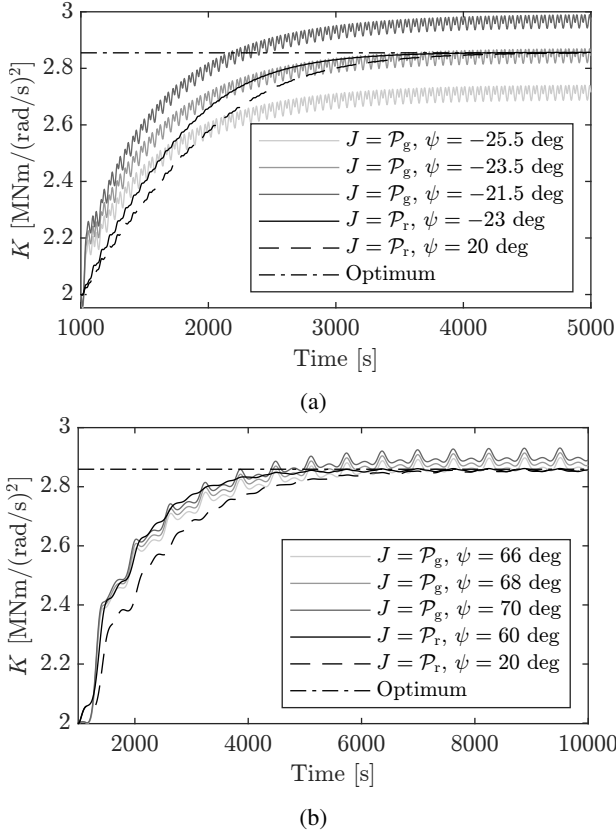 3
2.8
2.6
2.4
2.2
2
K [MNm/(rad/s)²]
J = 𝒫g, ψ = −25.5 deg
J = 𝒫g, ψ = −23.5 deg
J = 𝒫g, ψ = −21.5 deg
J = 𝒫r, ψ = −23 deg
J = 𝒫r, ψ = 20 deg
Optimum
1000 2000 3000 4000 5000
Time [s]
(a)
3
2.8
2.6
2.4
2.2
2
K [MNm/(rad/s)²]
J = 𝒫g, ψ = 66 deg
J = 𝒫g, ψ = 68 deg
J = 𝒫g, ψ = 70 deg
J = 𝒫r, ψ = 60 deg
J = 𝒫r, ψ = 20 deg
Optimum
2000 4000 6000 8000 10000
Time [s]
(b)